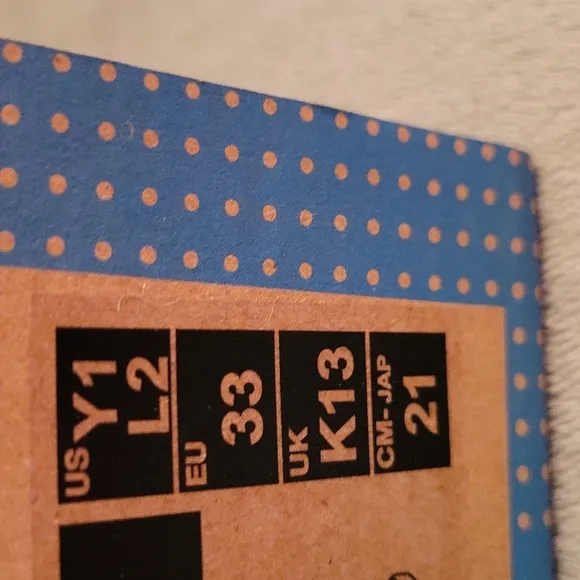 US Y1
L2
EU 33
UK K13
CM-JAP 21